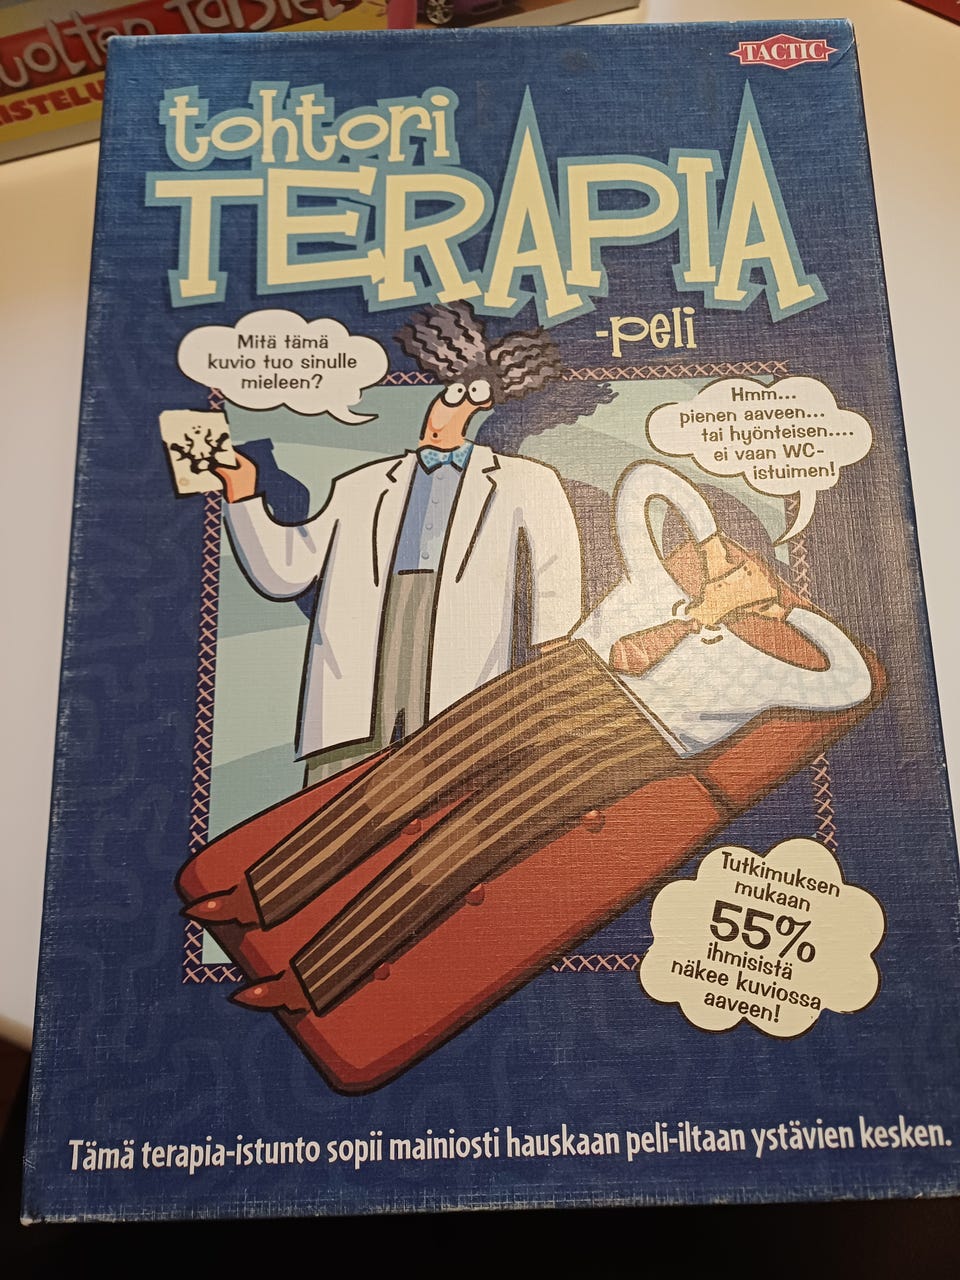 TACTIC
tohtori
TERAPIA
-peli
Mitä tämä
kuvio tuo sinulle
mieleen?
Hmm...
pienen aaveen...
tai hyönteisen....
ei vaan WC-
istuimen!
Tutkimuksen
mukaan
55%
ihmisistä
näkee kuviossa
aaveen!
Tämä terapia-istunto sopii mainiosti hauskaan peli-iltaan ystävien kesken.